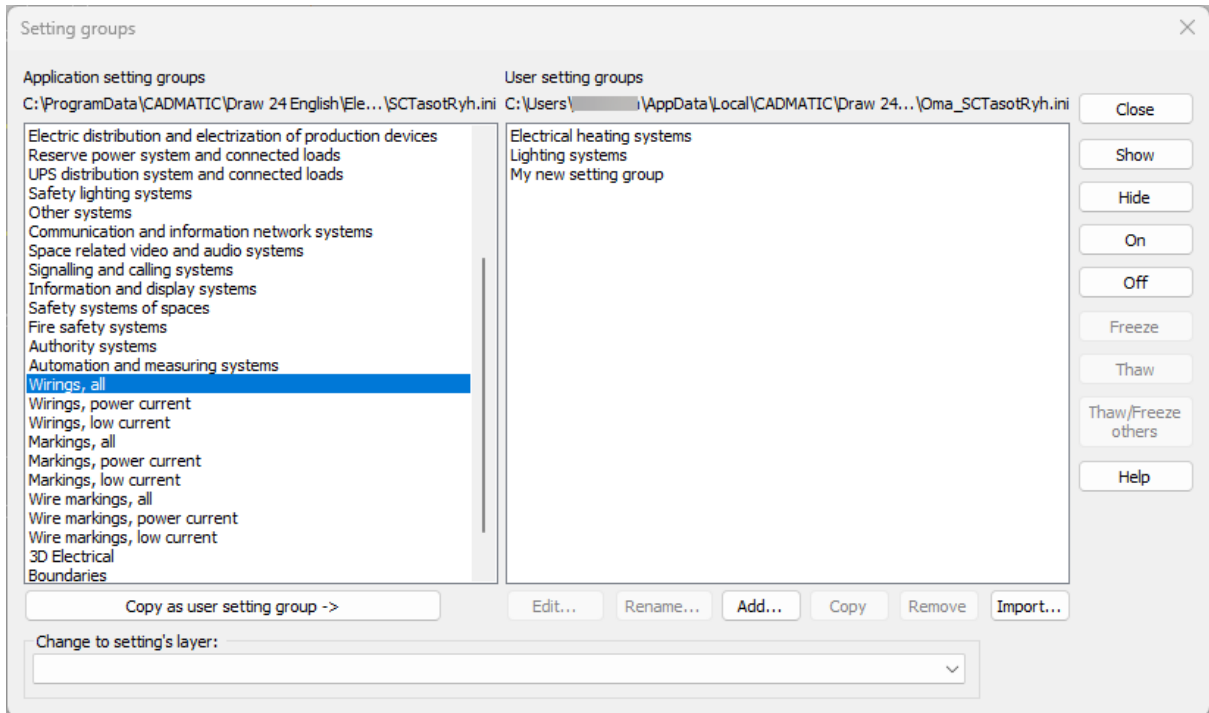 Setting groups
Application setting groups
User setting groups
C:\ProgramData\CADMATIC\Draw 24 English\Ele...\SCTasotRyh.ini
C:\Users\ \AppData\Local\CADMATIC\Draw 24...\Oma_SCTasotRyh.ini
Electric distribution and electrization of production devices
Reserve power system and connected loads
UPS distribution system and connected loads
Safety lighting systems
Other systems
Communication and information network systems
Space related video and audio systems
Signalling and calling systems
Information and display systems
Safety systems of spaces
Fire safety systems
Authority systems
Automation and measuring systems
Wirings, all
Wirings, power current
Wirings, low current
Markings, all
Markings, power current
Markings, low current
Wire markings, all
Wire markings, power current
Wire markings, low current
3D Electrical
Boundaries
Electrical heating systems
Lighting systems
My new setting group
Close
Show
Hide
On
Off
Freeze
Thaw
Thaw/Freeze
others
Help
Copy as user setting group ->
Edit...
Rename...
Add...
Copy
Remove
Import...
Change to setting's layer: